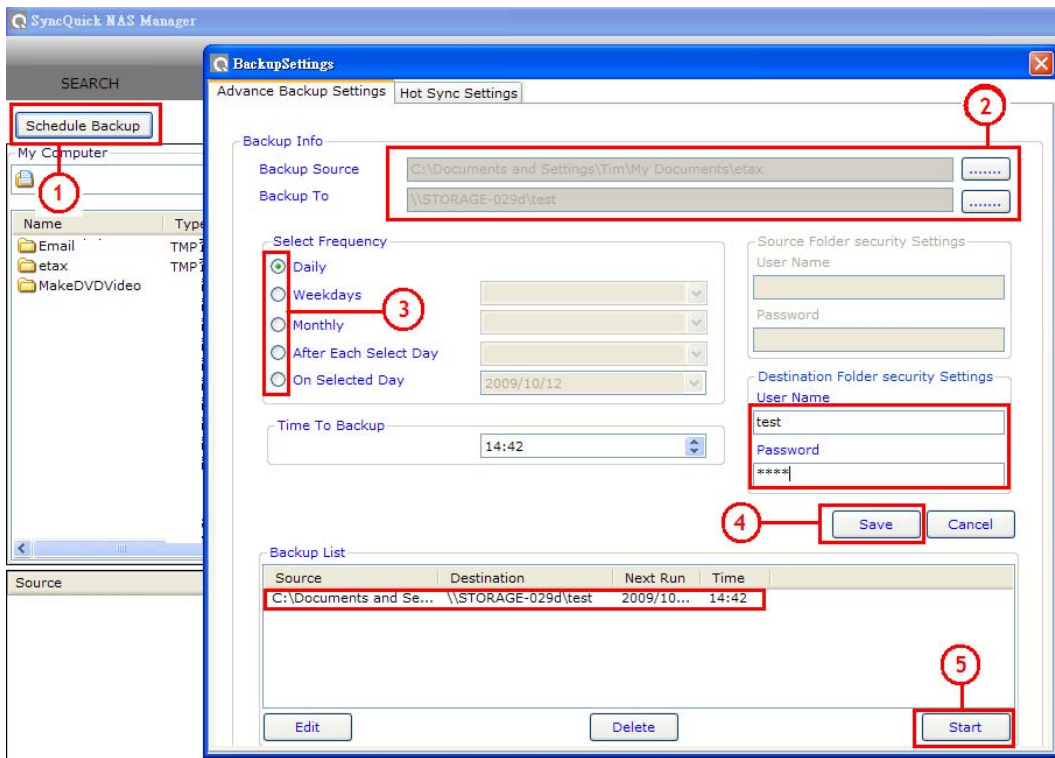 SyncQuick NAS Manager
SEARCH
Schedule Backup
1
My Computer
Name Type
Email TMP
etax TMP
MakeDVDVideo
Source
BackupSettings
Advance Backup Settings Hot Sync Settings
2
Backup Info
Backup Source C:\Documents and Settings\Tim\My Documents\etax .......
Backup To \\STORAGE-029d\test .......
Select Frequency
Daily
Weekdays
3
Monthly
After Each Select Day
On Selected Day 2009/10/12
Time To Backup
14:42
Source Folder security Settings
User Name
Password
Destination Folder security Settings
User Name
test
Password
****
4
Save Cancel
Backup List
Source Destination Next Run Time
C:\Documents and Se... \\STORAGE-029d\test 2009/10... 14:42
5
Edit Delete Start